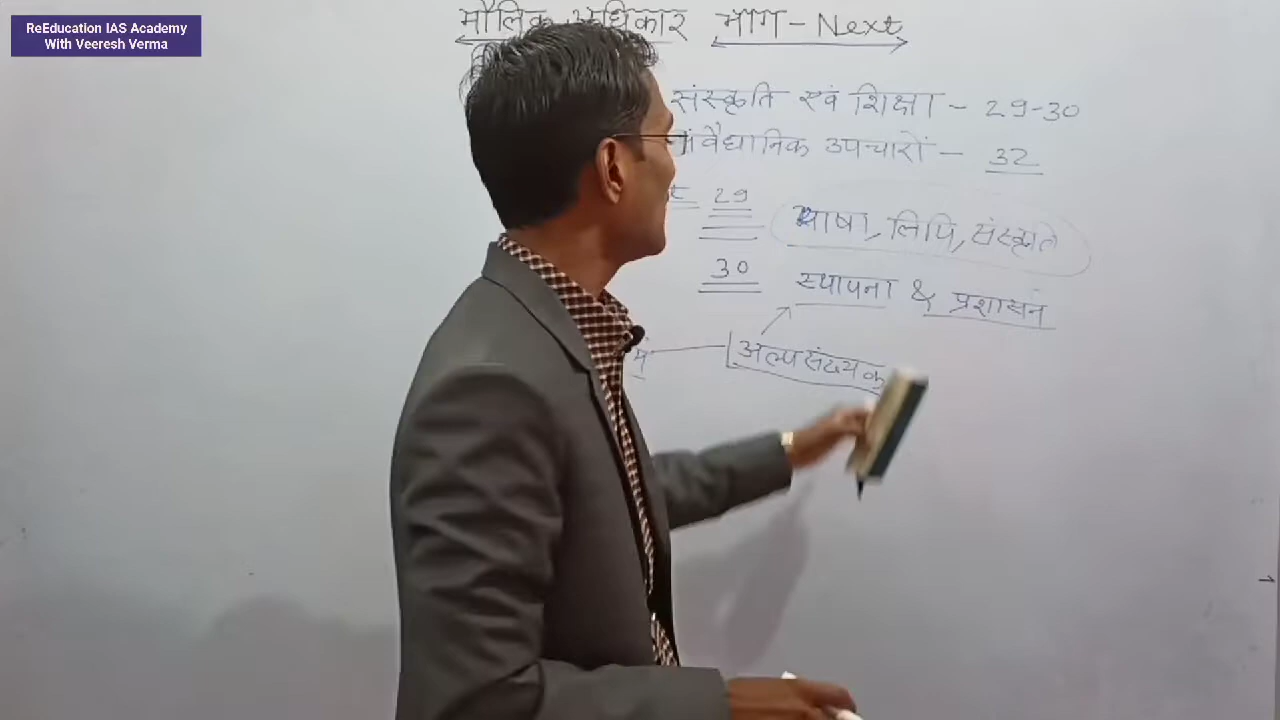 ReEducation IAS Academy
With Veeresh Verma
मौलिक अधिकार भाग - Next
संस्कृति एवं शिक्षा - 29-30
संवैधानिक उपचारों - 32
29 भाषा, लिपि, संस्कृति
30 स्थापना & प्रशासन
में अल्पसंख्यक